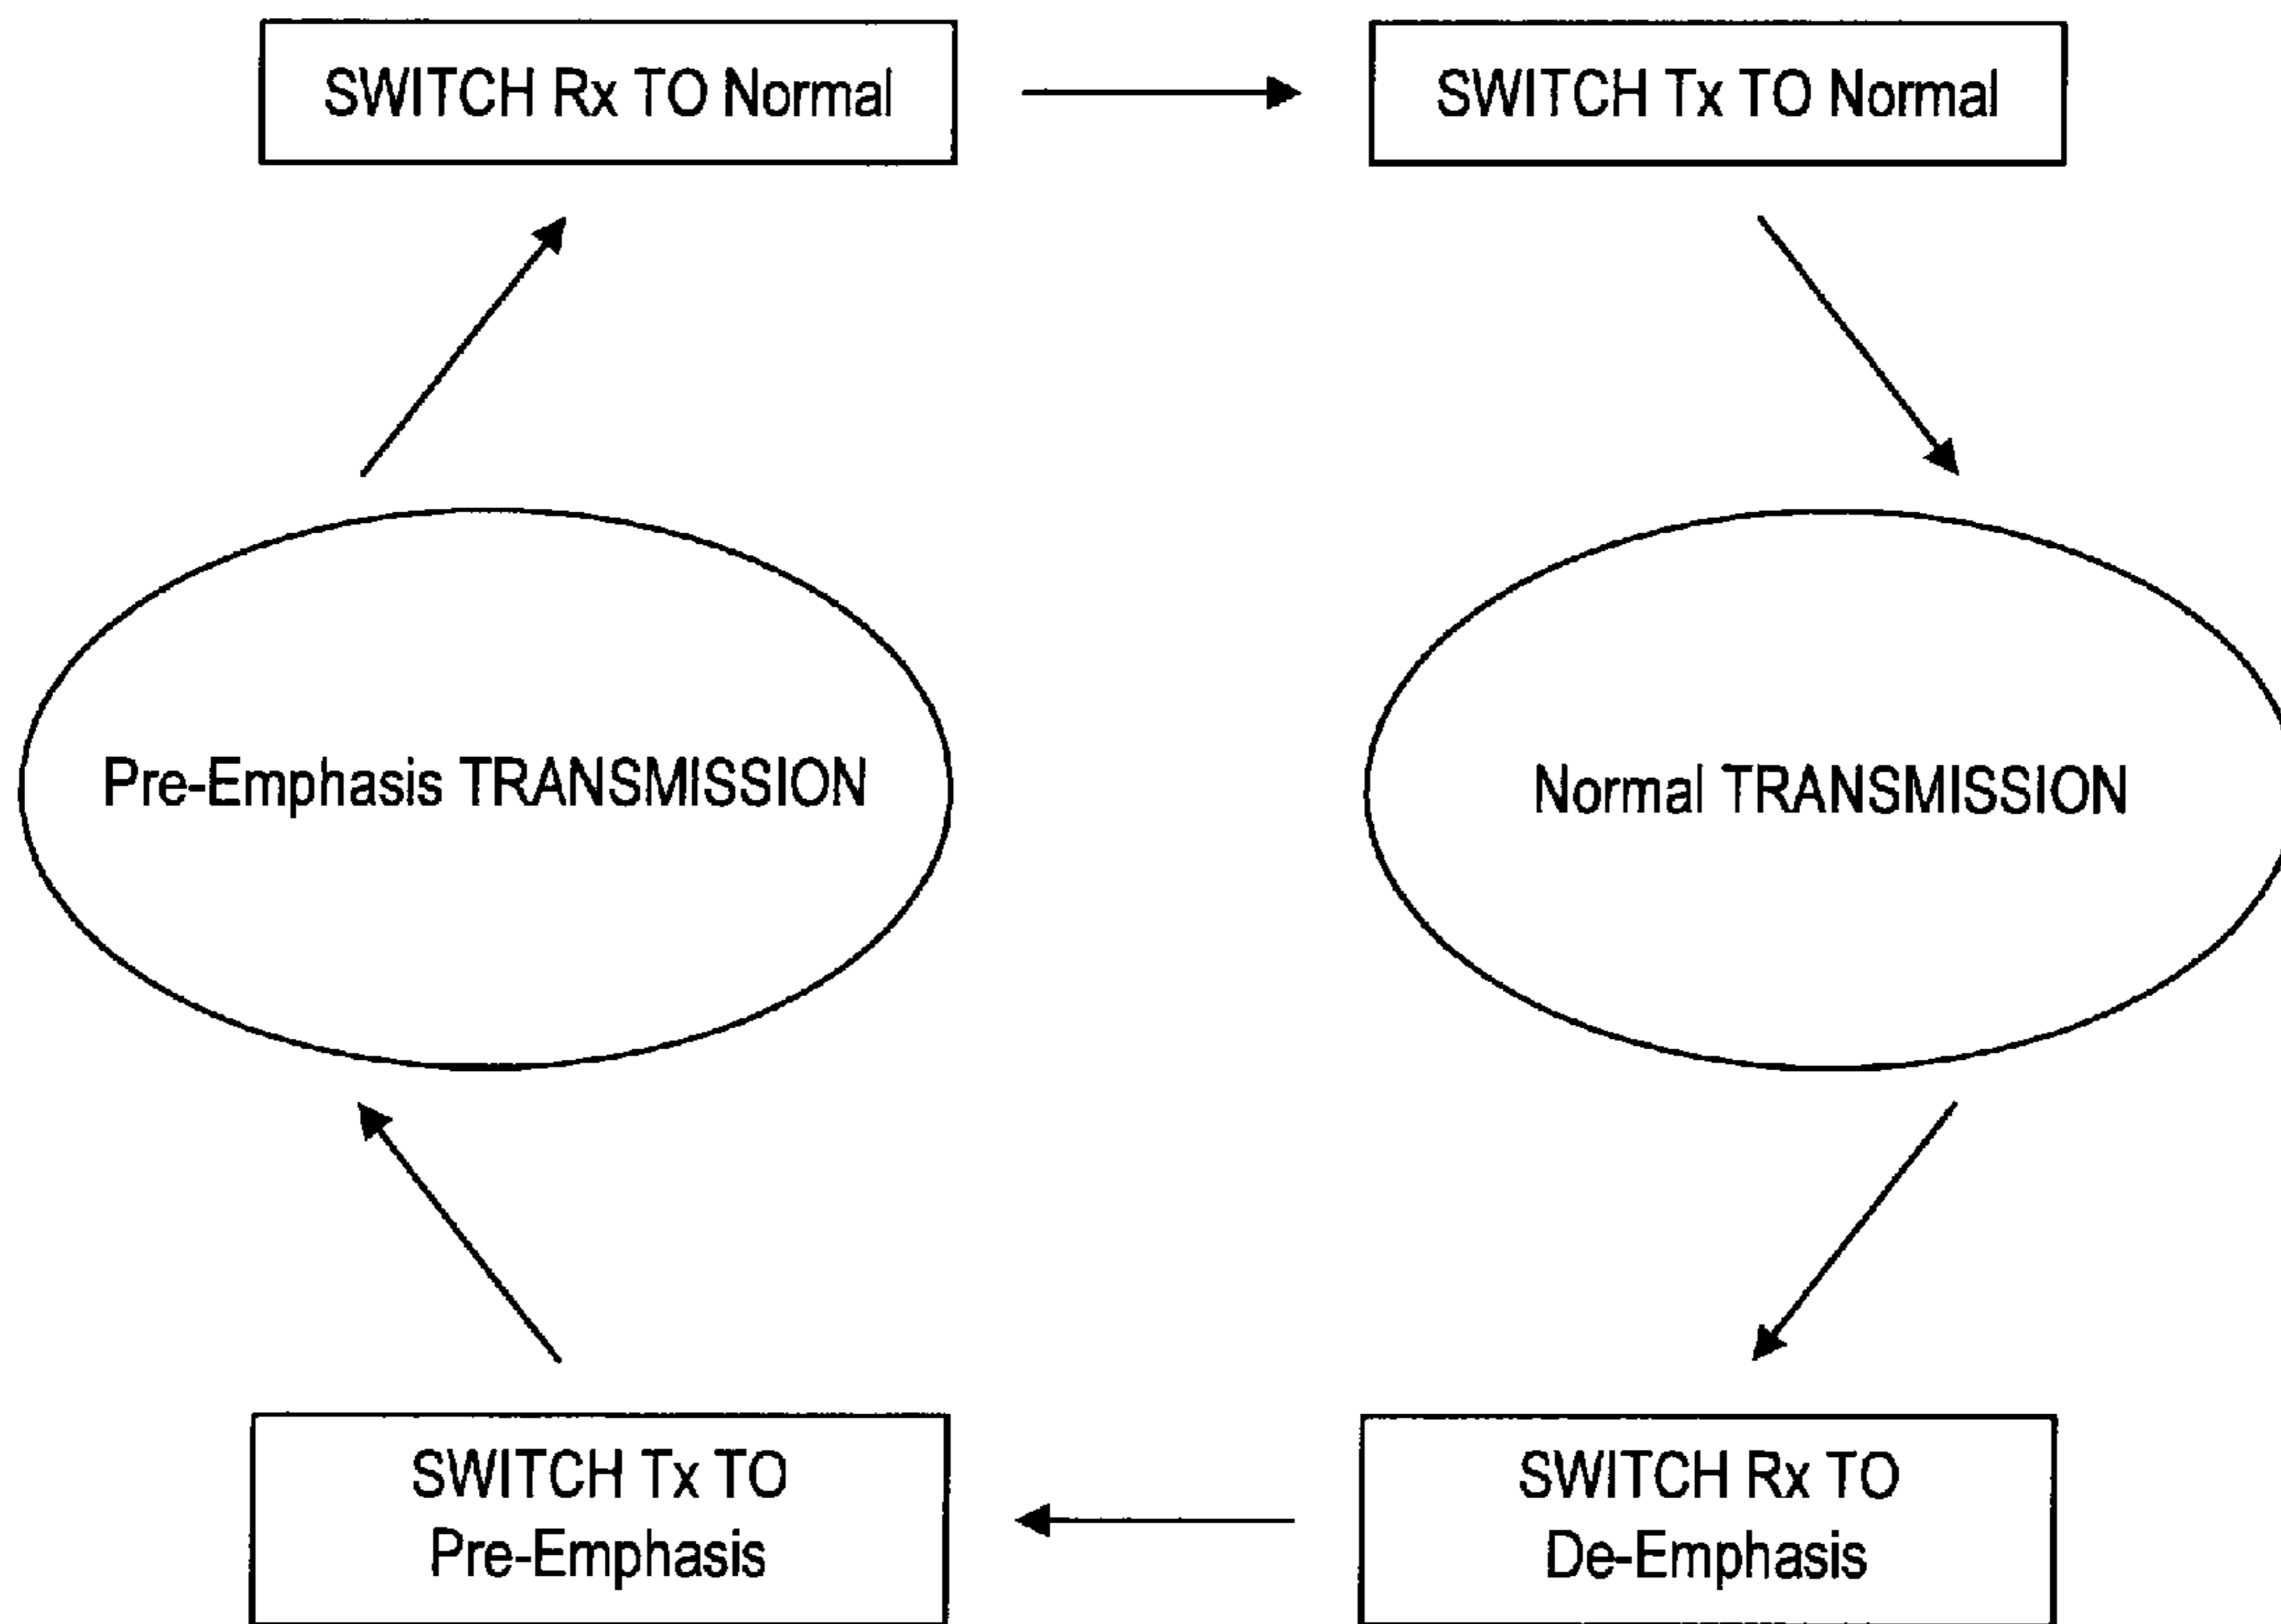 SWITCH Rx TO Normal
SWITCH Tx TO Normal
Pre-Emphasis TRANSMISSION
Normal TRANSMISSION
SWITCH Tx TO
Pre-Emphasis
SWITCH Rx TO
De-Emphasis